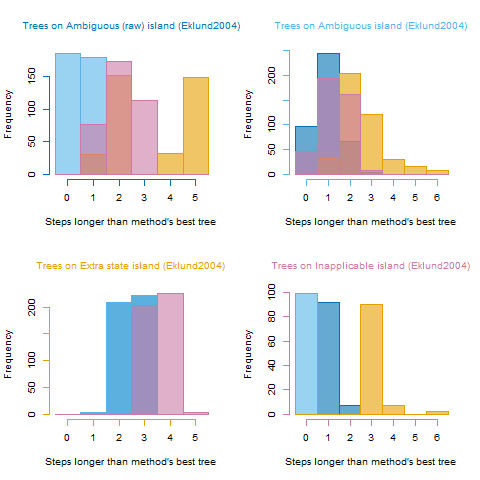 Trees on Ambiguous (raw) island (Eklund2004)
Frequency
0 50 100 150
0 1 2 3 4 5
Steps longer than method's best tree
Trees on Ambiguous island (Eklund2004)
Frequency
0 50 100 200
0 1 2 3 4 5 6
Steps longer than method's best tree
Trees on Extra state island (Eklund2004)
Frequency
0 50 100 200
0 1 2 3 4 5
Steps longer than method's best tree
Trees on Inapplicable island (Eklund2004)
Frequency
0 20 40 60 80 100
0 1 2 3 4 5 6
Steps longer than method's best tree